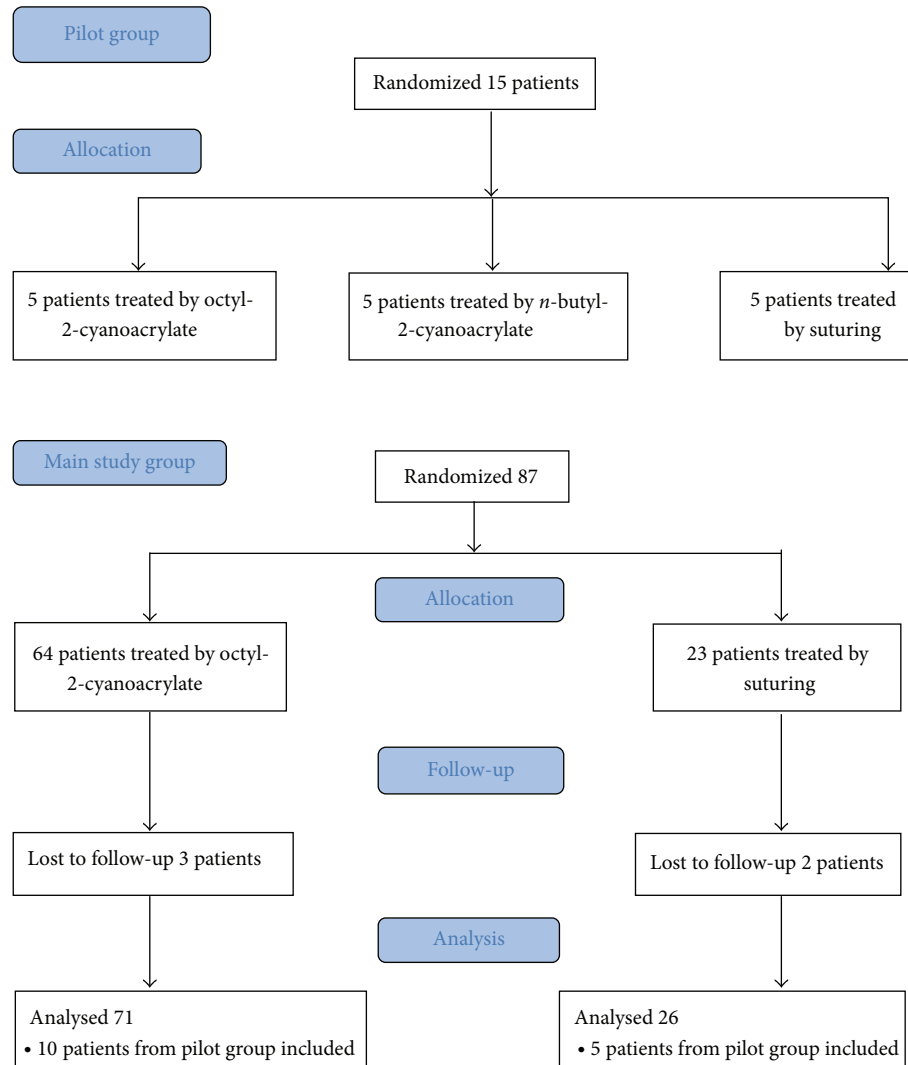 Pilot group
Randomized 15 patients
Allocation
5 patients treated by octyl-
2-cyanoacrylate
5 patients treated by n-butyl-
2-cyanoacrylate
5 patients treated
by suturing
Main study group
Randomized 87
Allocation
64 patients treated by octyl-
2-cyanoacrylate
23 patients treated by
suturing
Follow-up
Lost to follow-up 3 patients
Lost to follow-up 2 patients
Analysis
Analysed 71
• 10 patients from pilot group included
Analysed 26
• 5 patients from pilot group included